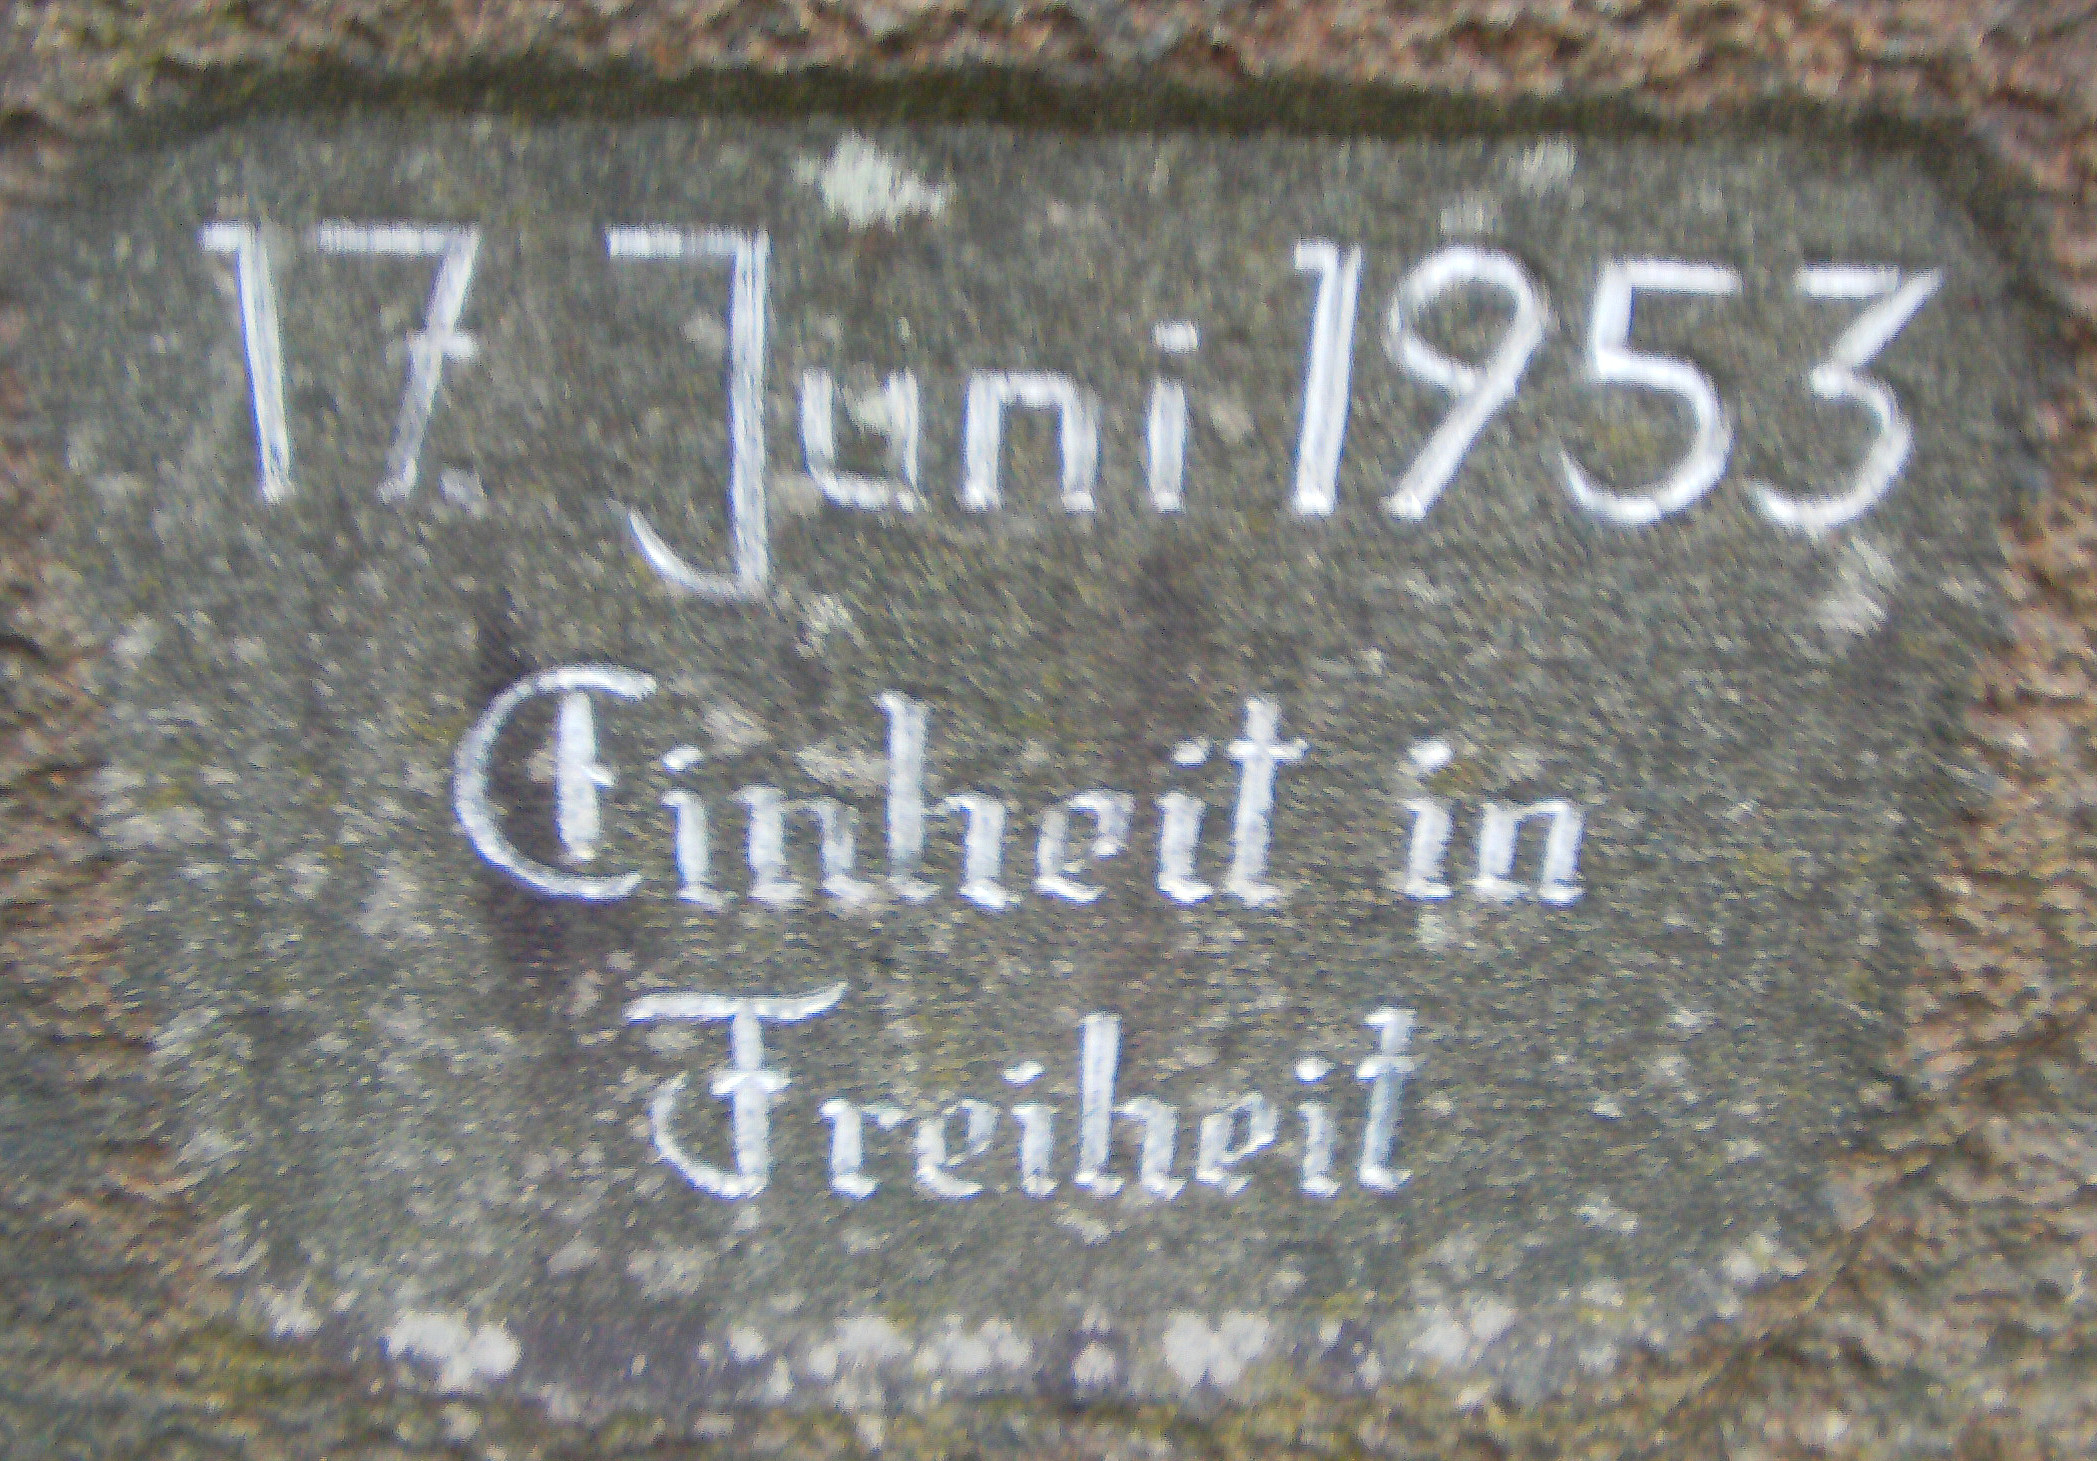 17. Juni 1953
Einheit in
Freiheit